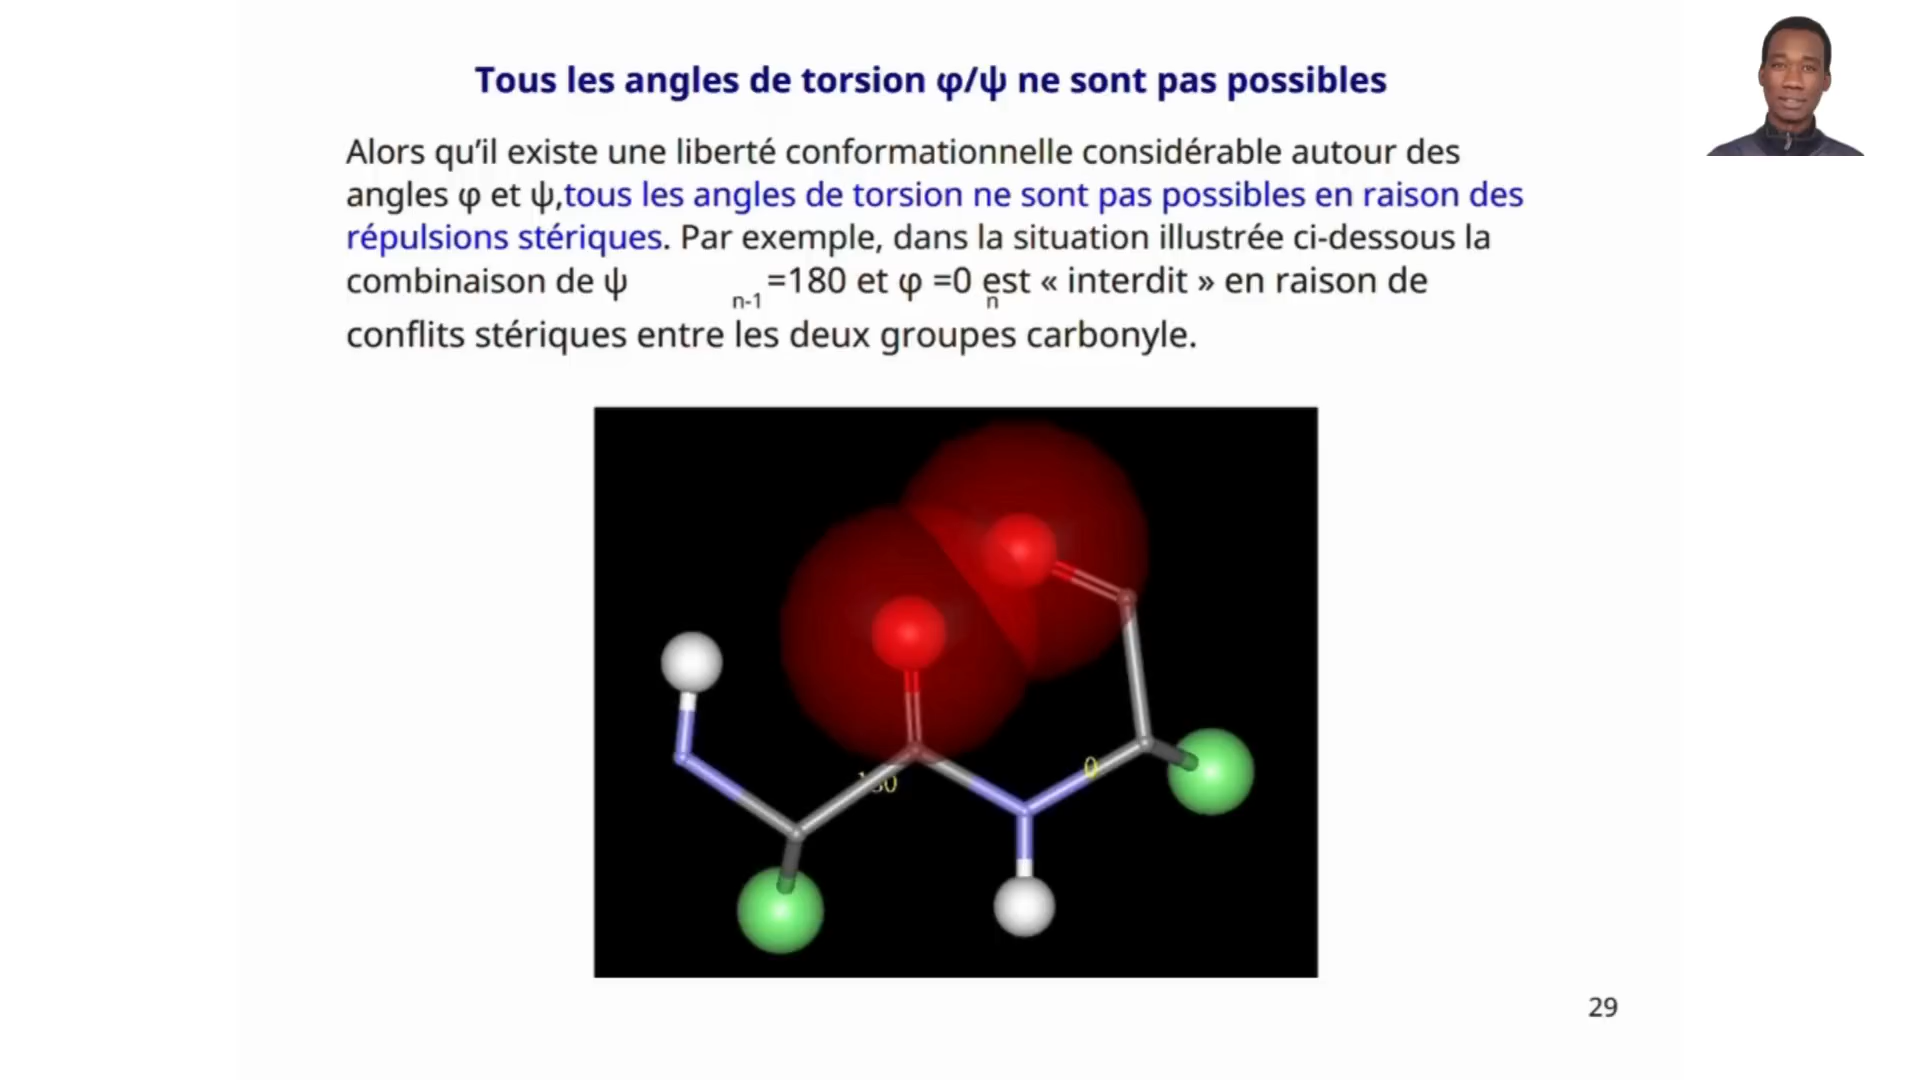 Tous les angles de torsion φ/ψ ne sont pas possibles
Alors qu'il existe une liberté conformationnelle considérable autour des
angles φ et ψ,tous les angles de torsion ne sont pas possibles en raison des
répulsions stériques. Par exemple, dans la situation illustrée ci-dessous la
combinaison de ψ n-1 =180 et φ =0 est « interdit » en raison de
n
conflits stériques entre les deux groupes carbonyle.
0
29